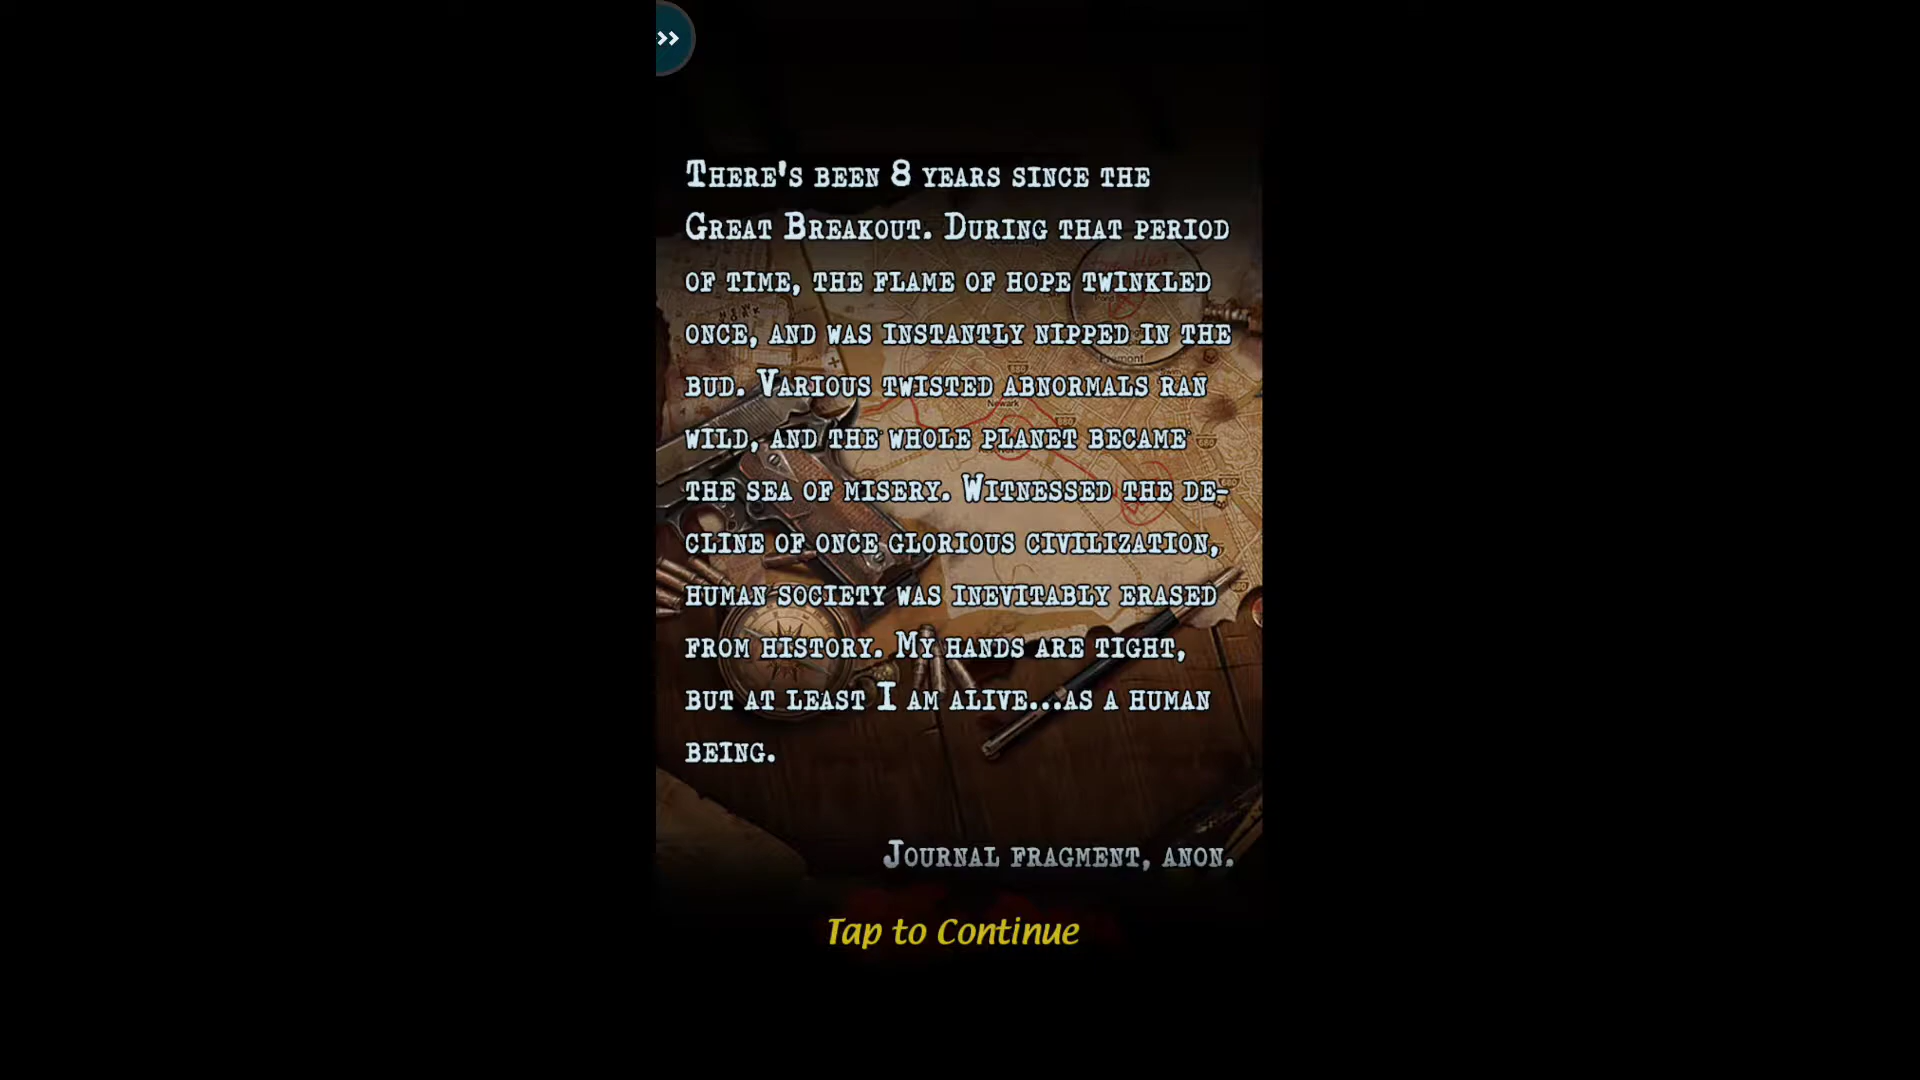 There's been 8 years since the
Great Breakout. During that period
of time, the flame of hope twinkled
once, and was instantly nipped in the
bud. Various twisted abnormals ran
wild, and the whole planet became
the sea of misery. Witnessed the de-
cline of once glorious civilization,
human society was inevitably erased
from history. My hands are tight,
but at least I am alive...as a human
being.
Journal fragment, anon.
Tap to Continue